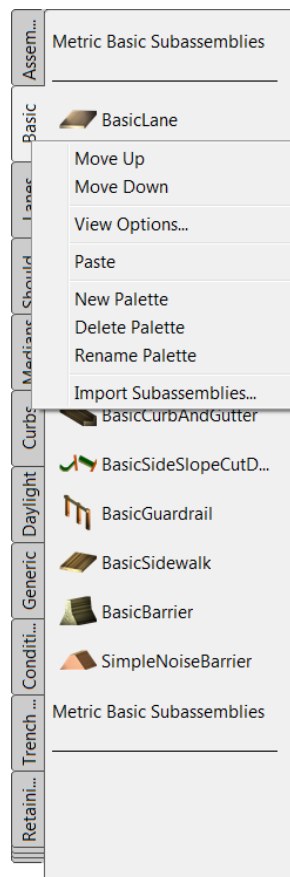 Assem...
Metric Basic Subassemblies
Basic
BasicLane
Move Up
Move Down
View Options...
Paste
New Palette
Delete Palette
Rename Palette
Import Subassemblies...
Lanes
Should
Medians
Curbs
BasicCurbAndGutter
BasicSideSlopeCutD...
Daylight
BasicGuardrail
Generic
BasicSidewalk
BasicBarrier
Conditi...
SimpleNoiseBarrier
Trench ...
Metric Basic Subassemblies
Retaini...